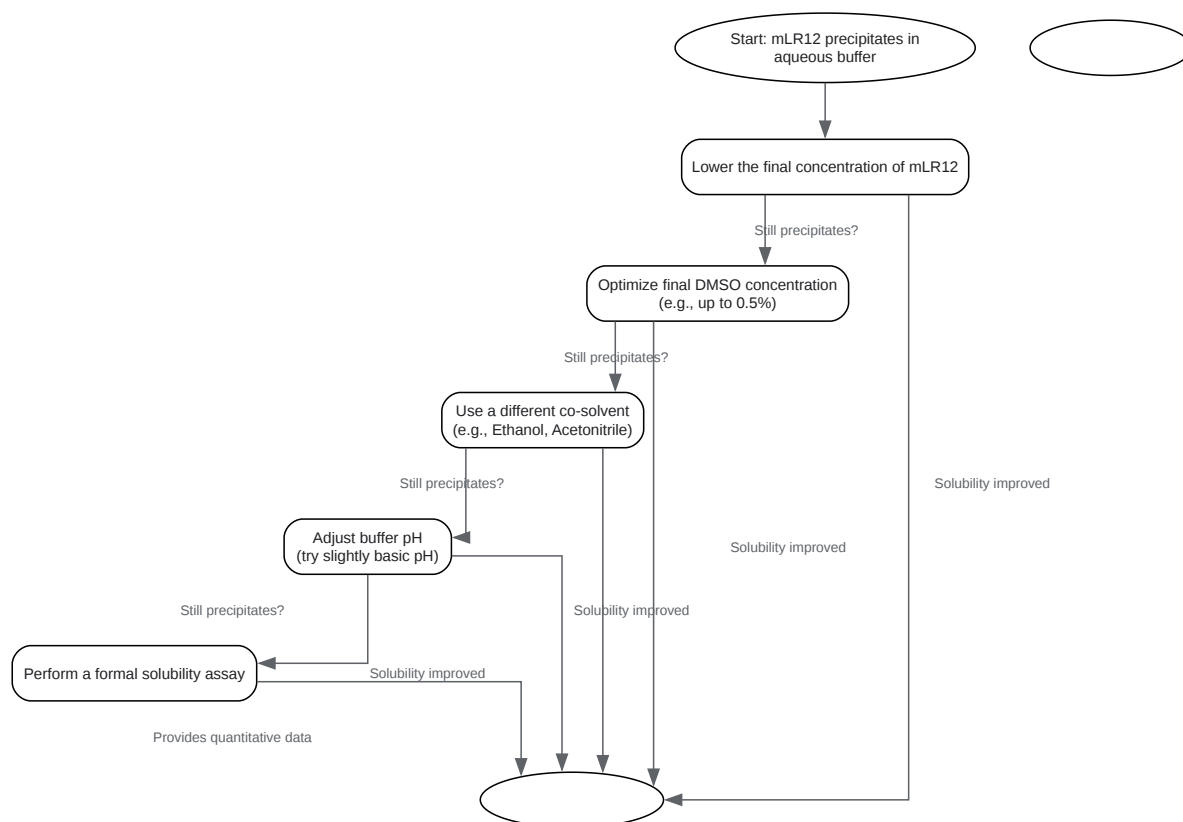 Start: mLR12 precipitates in
aqueous buffer
Lower the final concentration of mLR12
Still precipitates?
Optimize final DMSO concentration
(e.g., up to 0.5%)
Still precipitates?
Use a different co-solvent
(e.g., Ethanol, Acetonitrile)
Still precipitates?
Solubility improved
Adjust buffer pH
(try slightly basic pH)
Solubility improved
Still precipitates?
Solubility improved
Perform a formal solubility assay
Solubility improved
Provides quantitative data